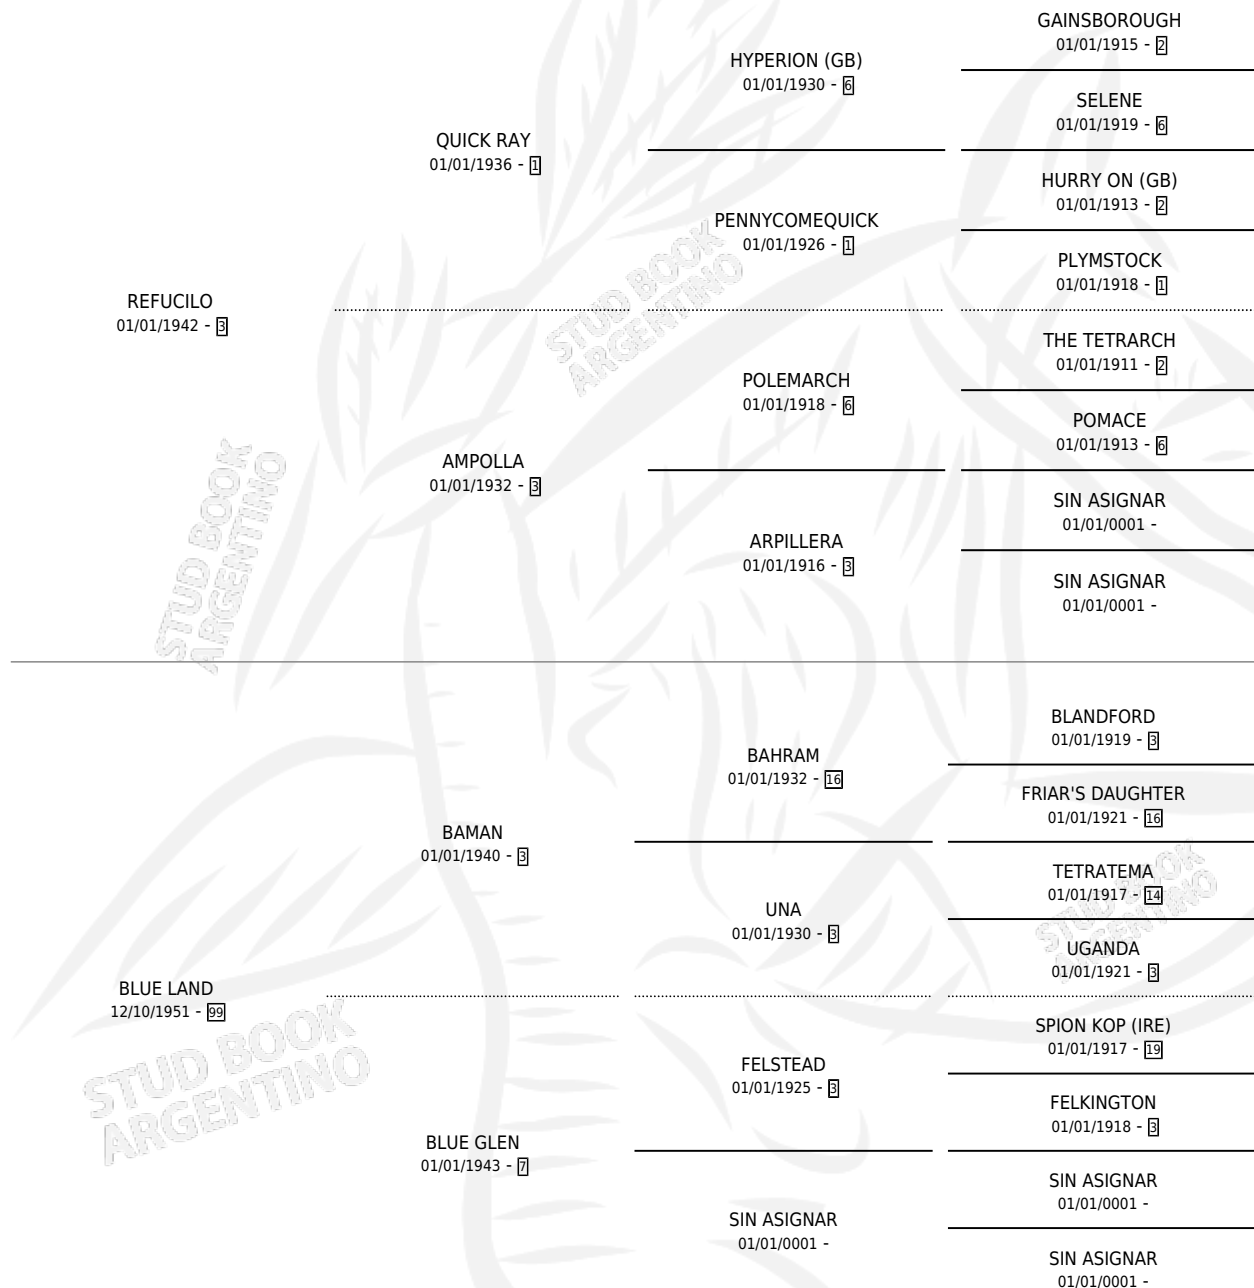 GAINSBOROUGH
01/01/1915 - 2
HYPERION (GB)
01/01/1930 - 6
SELENE
01/01/1919 - 6
QUICK RAY
01/01/1936 - 1
HURRY ON (GB)
01/01/1913 - 2
PENNYCOMEQUICK
01/01/1926 - 1
PLYMSTOCK
01/01/1918 - 1
REFUCILO
01/01/1942 - 3
THE TETRARCH
01/01/1911 - 2
POLEMARCH
01/01/1918 - 6
POMACE
01/01/1913 - 6
AMPOLLA
01/01/1932 - 3
SIN ASIGNAR
01/01/0001 -
ARPILLERA
01/01/1916 - 3
SIN ASIGNAR
01/01/0001 -
BLANDFORD
01/01/1919 - 3
BAHRAM
01/01/1932 - 16
FRIAR'S DAUGHTER
01/01/1921 - 16
BAMAN
01/01/1940 - 3
TETRATEMA
01/01/1917 - 14
UNA
01/01/1930 - 3
UGANDA
01/01/1921 - 3
BLUE LAND
12/10/1951 - 99
SPION KOP (IRE)
01/01/1917 - 19
FELSTEAD
01/01/1925 - 3
FELKINGTON
01/01/1918 - 3
BLUE GLEN
01/01/1943 - 7
SIN ASIGNAR
01/01/0001 -
SIN ASIGNAR
01/01/0001 -
SIN ASIGNAR
01/01/0001 -
STUD BOOK
ARGENTINO
STUD BOOK
ARGENTINO
STUD BOOK
ARGENTINO
STUD BOOK
ARGENTINO